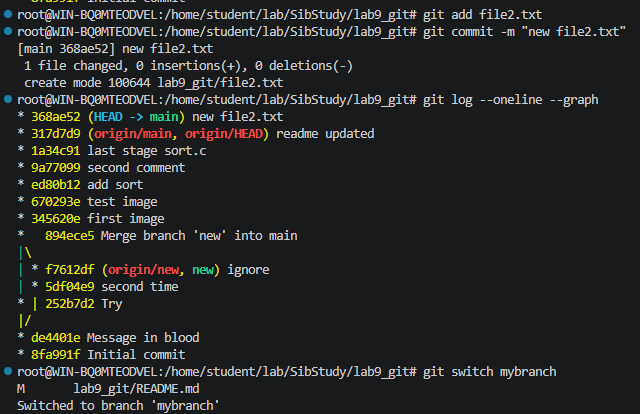 root@WIN-BQ0MTEODVEL:/home/student/lab/SibStudy/lab9_git# git add file2.txt
root@WIN-BQ0MTEODVEL:/home/student/lab/SibStudy/lab9_git# git commit -m "new file2.txt"
[main 368ae52] new file2.txt
 1 file changed, 0 insertions(+), 0 deletions(-)
 create mode 100644 lab9_git/file2.txt
root@WIN-BQ0MTEODVEL:/home/student/lab/SibStudy/lab9_git# git log --oneline --graph
* 368ae52 (HEAD -> main) new file2.txt
* 317d7d9 (origin/main, origin/HEAD) readme updated
* 1a34c91 last stage sort.c
* 9a77099 second comment
* ed80b12 add sort
* 670293e test image
* 345620e first image
*   894ece5 Merge branch 'new' into main
|\
| * f7612df (origin/new, new) ignore
| * 5df04e9 second time
* | 252b7d2 Try
|/
* de4401e Message in blood
* 8fa991f Initial commit
root@WIN-BQ0MTEODVEL:/home/student/lab/SibStudy/lab9_git# git switch mybranch
M       lab9_git/README.md
Switched to branch 'mybranch'